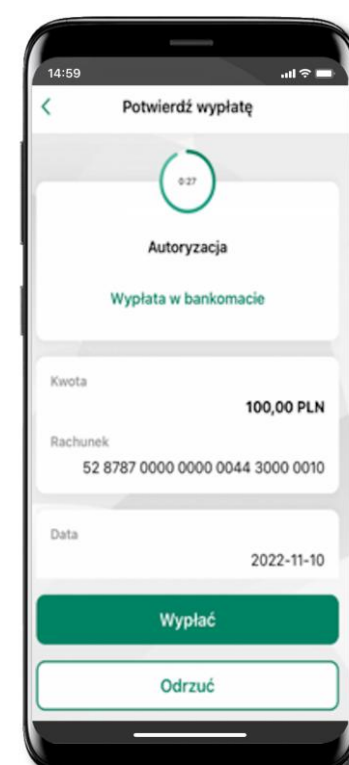 14:59
Potwierdź wypłatę
0:27
Autoryzacja
Wypłata w bankomacie
Kwota
100,00 PLN
Rachunek
52 8787 0000 0000 0044 3000 0010
Data
2022-11-10
Wypłać
Odrzuć